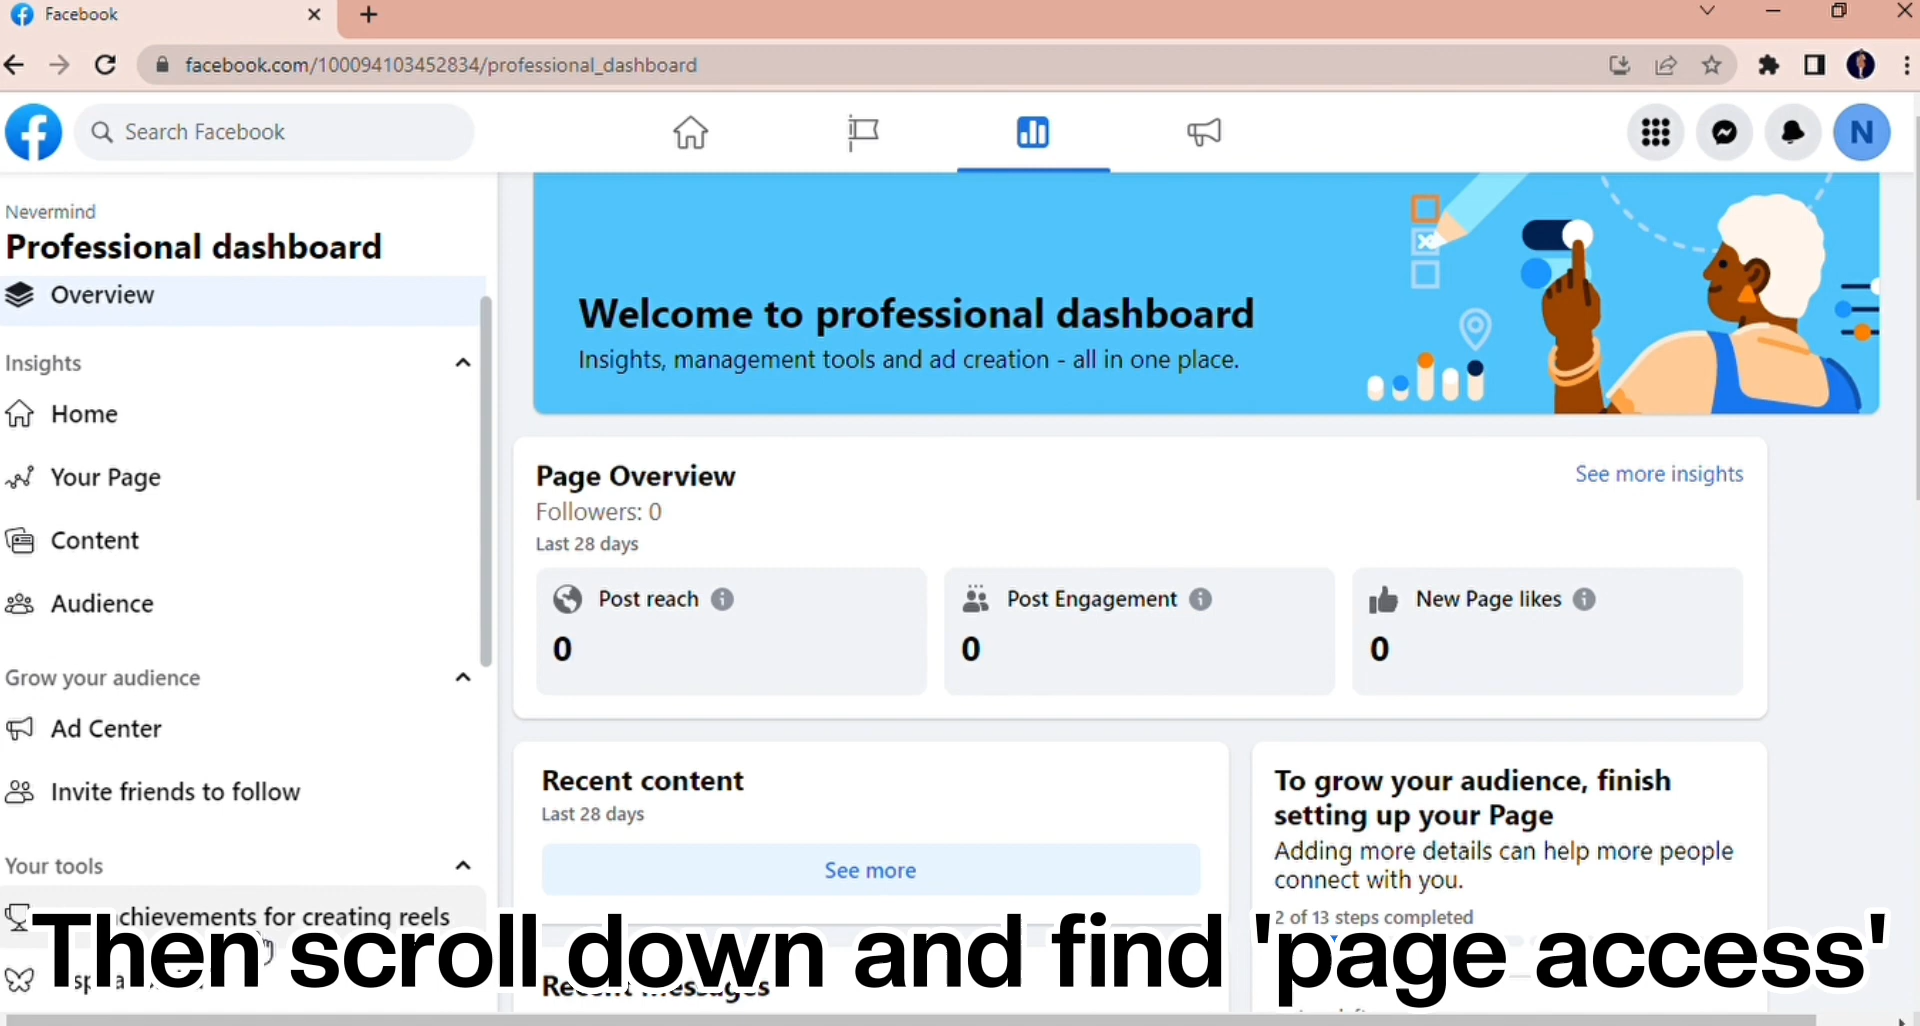 Facebook
facebook.com/100094103452834/professional_dashboard
Search Facebook
N
Nevermind
Professional dashboard
Overview
Insights
Home
Your Page
Content
Audience
Grow your audience
Ad Center
Invite friends to follow
Your tools
for creating reels
Welcome to professional dashboard
Insights, management tools and ad creation - all in one place.
Page Overview
See more insights
Followers: 0
Last 28 days
Post reach
0
Post Engagement
0
New Page likes
0
Recent content
Last 28 days
See more
To grow your audience, finish
setting up your Page
Adding more details can help more people
connect with you.
2 of 13 steps completed
Then scroll down and find 'page access'